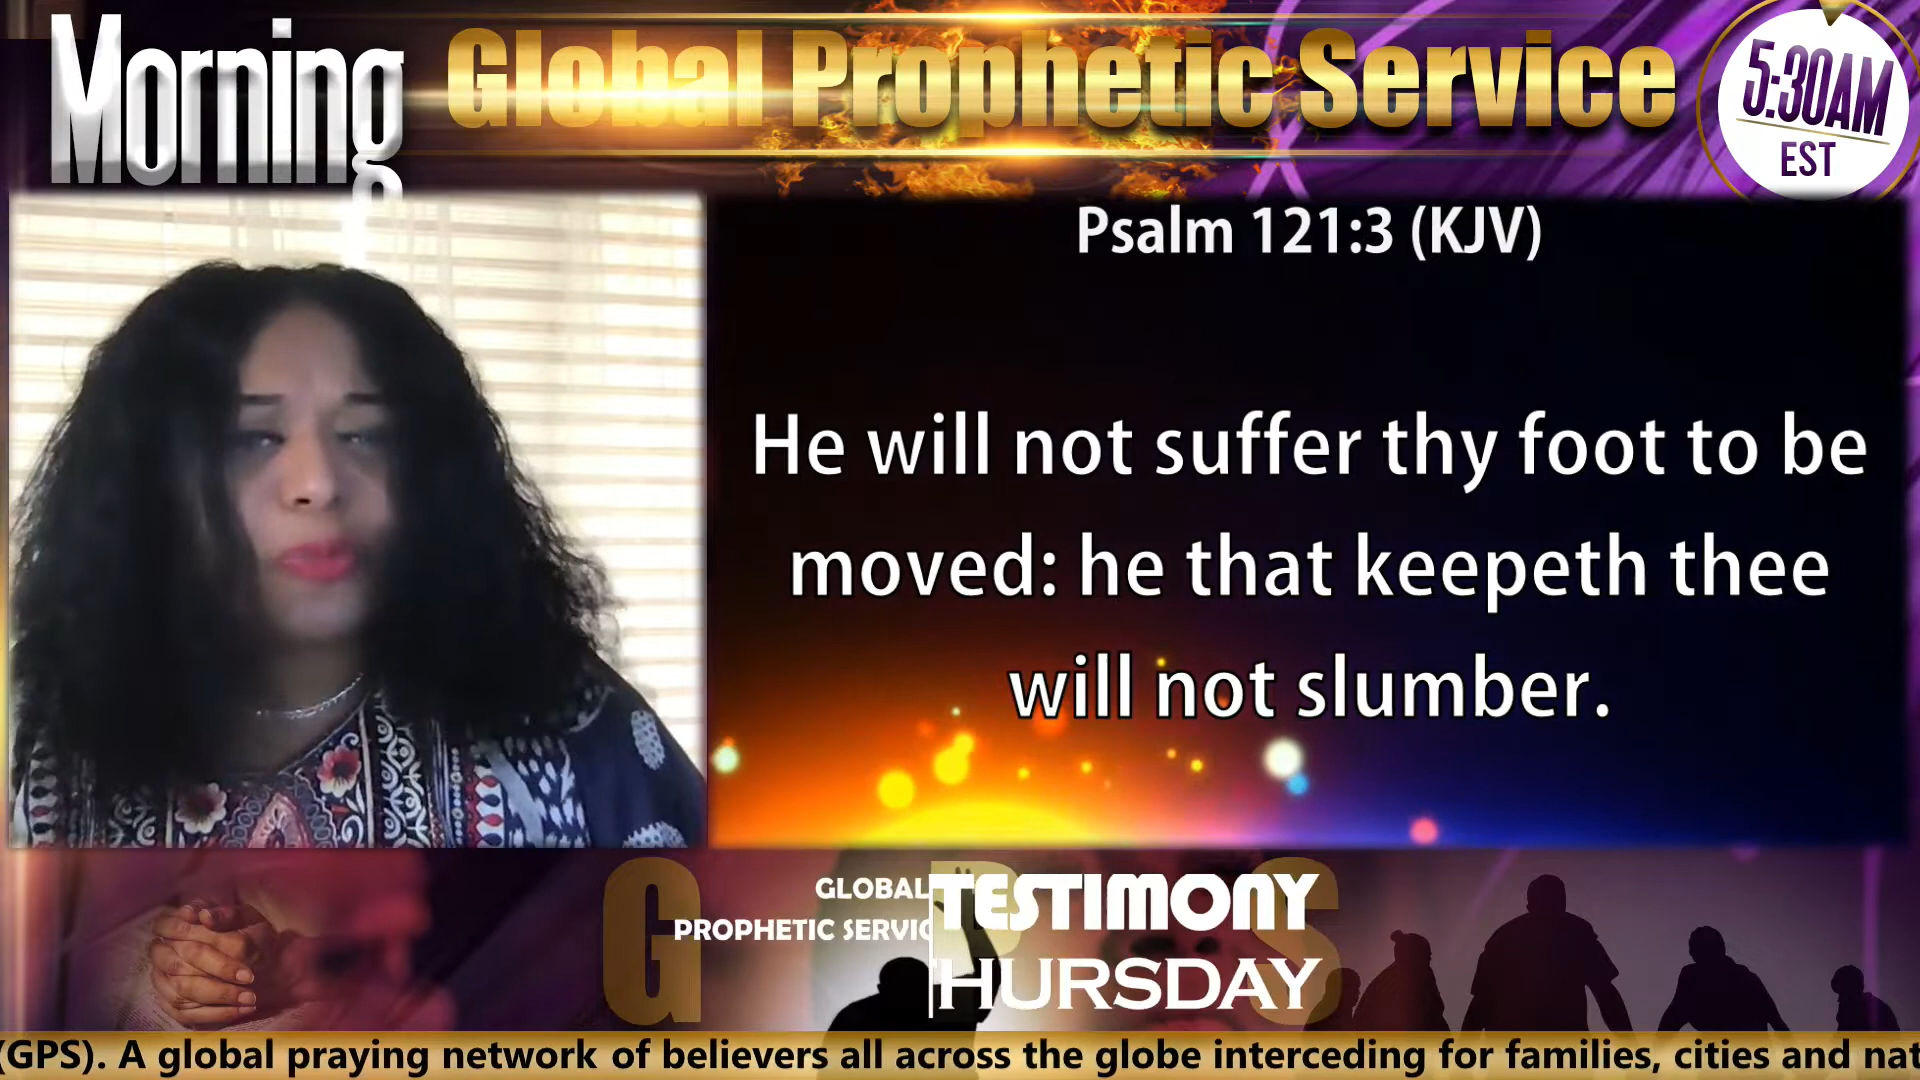 Morning Global Prophetic Service
5:30AM
EST
Psalm 121:3 (KJV)
He will not suffer thy foot to be
moved: he that keepeth thee
will not slumber.
G P S
GLOBAL
PROPHETIC SERVIC
TESTIMONY
HURSDAY
(GPS). A global praying network of believers all across the globe interceding for families, cities and nat